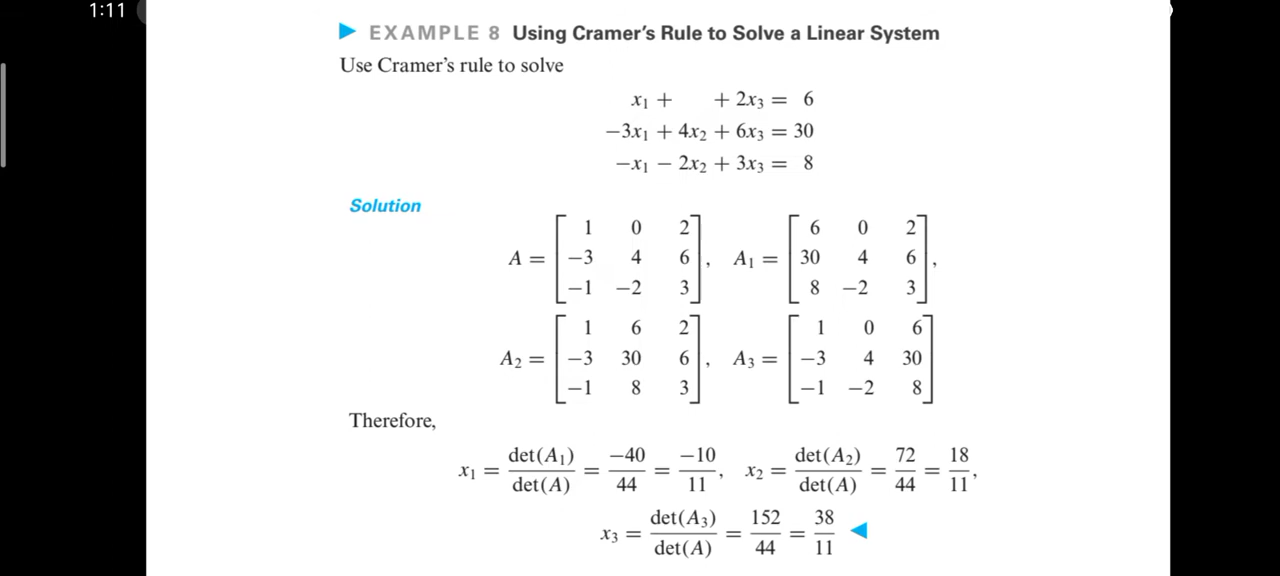 1:11
▶ EXAMPLE 8 Using Cramer's Rule to Solve a Linear System
Use Cramer's rule to solve
x₁ + + 2x₃ = 6
−3x₁ + 4x₂ + 6x₃ = 30
−x₁ − 2x₂ + 3x₃ = 8
Solution
A = [1 0 2; −3 4 6; −1 −2 3], A₁ = [6 0 2; 30 4 6; 8 −2 3],
A₂ = [1 6 2; −3 30 6; −1 8 3], A₃ = [1 0 6; −3 4 30; −1 −2 8]
Therefore,
x₁ = det(A₁)/det(A) = −40/44 = −10/11, x₂ = det(A₂)/det(A) = 72/44 = 18/11,
x₃ = det(A₃)/det(A) = 152/44 = 38/11 ◀